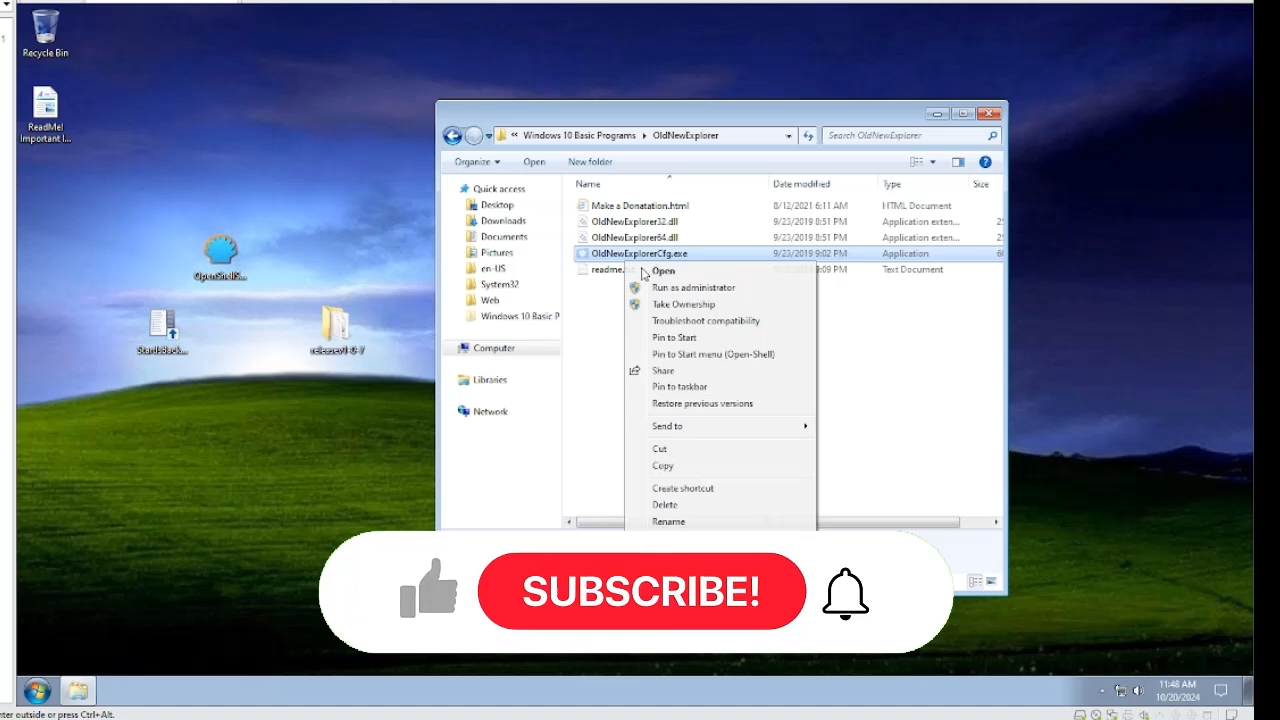 Recycle Bin
ReadMe!
Important I...
OpenShellS...
StartIsBack...
releasev1-0-7
« Windows 10 Basic Programs
OldNewExplorer
Search OldNewExplorer
Organize
Open
New folder
Name
Date modified
Type
Size
Quick access
Desktop
Downloads
Documents
Pictures
en-US
System32
Web
Windows 10 Basic P
Computer
Libraries
Network
Make a Donatation.html
8/12/2021 6:11 AM
HTML Document
OldNewExplorer32.dll
9/23/2019 8:51 PM
Application exten...
OldNewExplorer64.dll
9/23/2019 8:51 PM
Application exten...
OldNewExplorerCfg.exe
9/23/2019 9:02 PM
Application
readme.
9:09 PM
Text Document
Open
Run as administrator
Take Ownership
Troubleshoot compatibility
Pin to Start
Pin to Start menu (Open-Shell)
Share
Pin to taskbar
Restore previous versions
Send to
Cut
Copy
Create shortcut
Delete
Rename
SUBSCRIBE!
11:48 AM
10/20/2024
nter outside or press Ctrl+Alt.